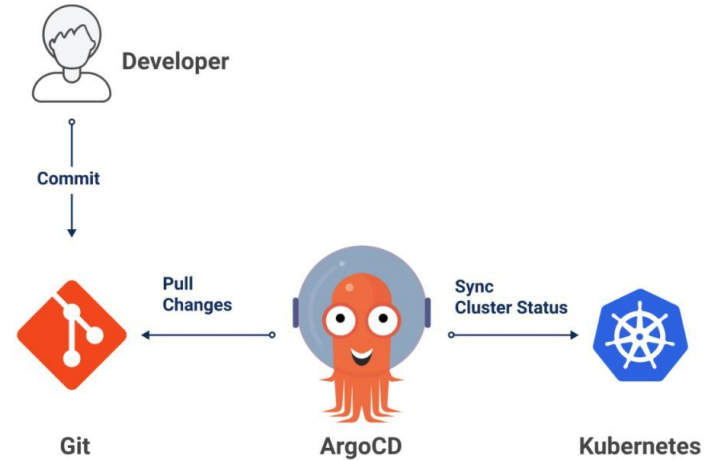 Developer
Commit
Pull
Changes
Sync
Cluster Status
Git
ArgoCD
Kubernetes